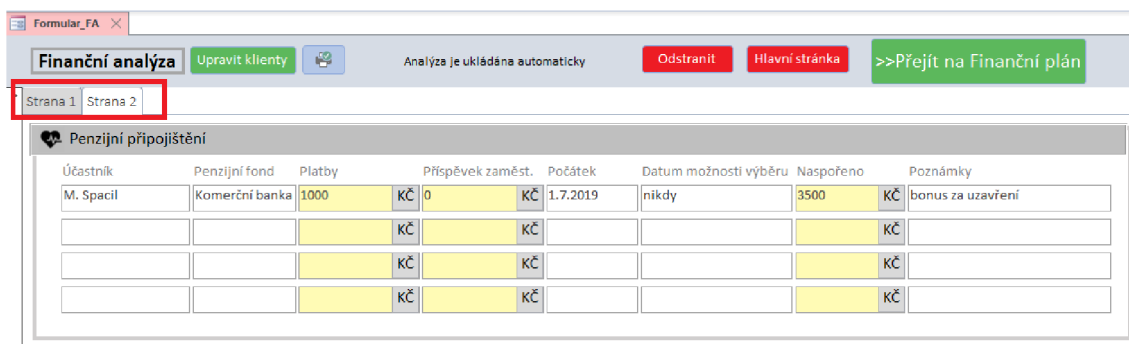 Formular_FA
Finanční analýza Upravit klienty Analýza je ukládána automaticky Odstranit Hlavní stránka >>Přejít na Finanční plán
Strana 1 Strana 2
Penzijní připojištění
Účastník Penzijní fond Platby Příspěvek zaměst. Počátek Datum možnosti výběru Naspořeno Poznámky
M. Spacil Komerční banka 1000 KČ 0 KČ 1.7.2019 nikdy 3500 KČ bonus za uzavření
KČ KČ KČ
KČ KČ KČ
KČ KČ KČ